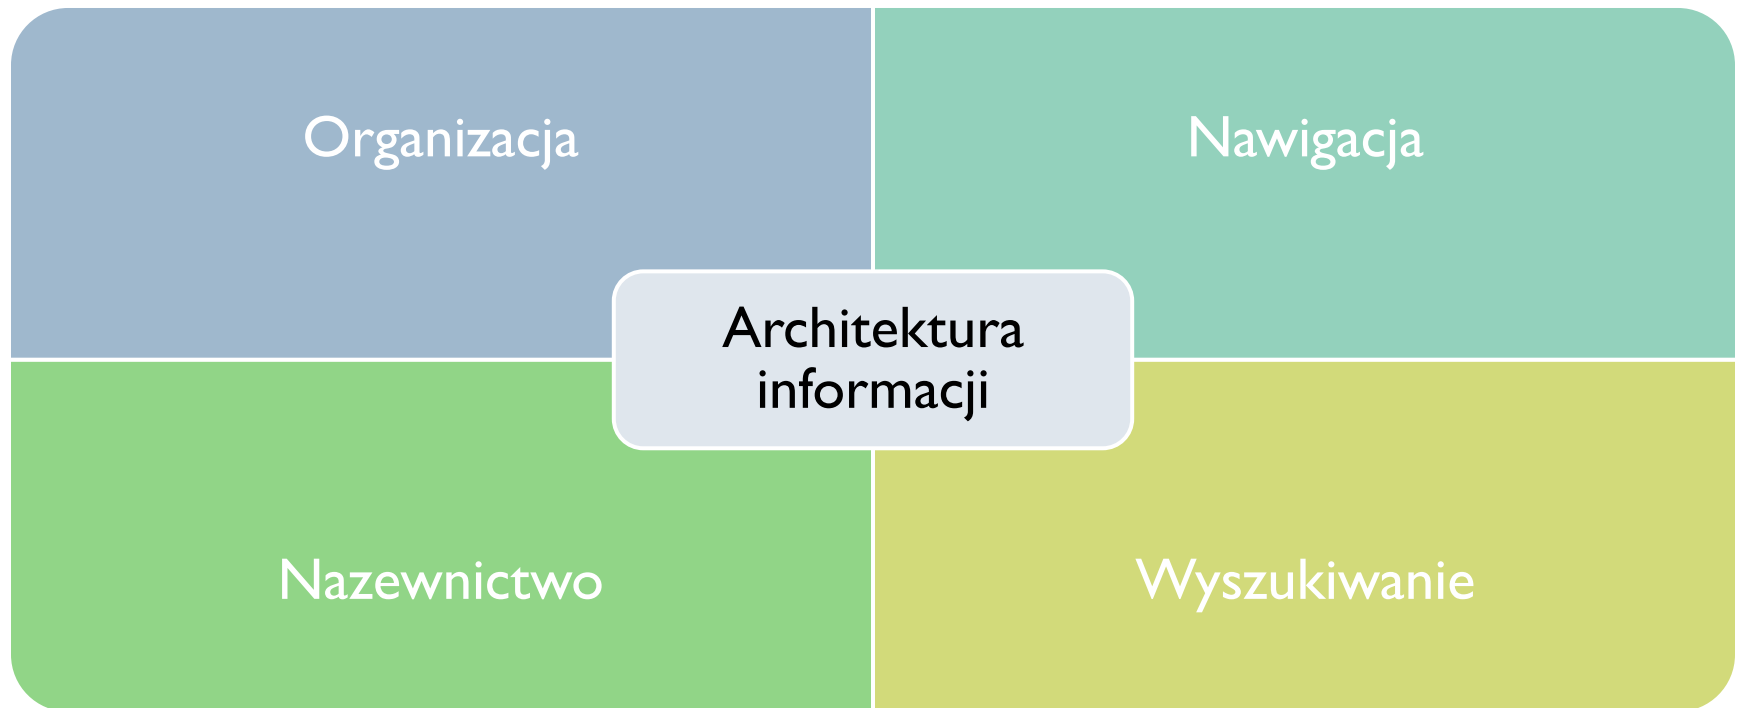 Organizacja
Nawigacja
Architektura
informacji
Nazewnictwo
Wyszukiwanie